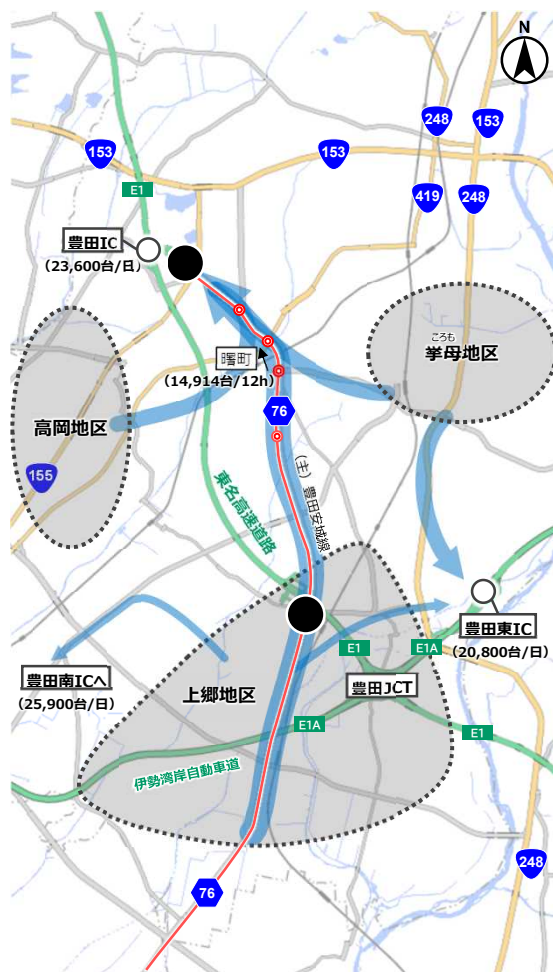 N
248
153
153
153
E1
419
248
豊田IC
(23,600台/日)
ころも
挙母地区
曙町
(14,914台/12h)
76
高岡地区
155
(主)豊田安城線
東名高速道路
豊田東IC
(20,800台/日)
E1
E1A
豊田南ICへ
(25,900台/日)
上郷地区
豊田JCT
E1A
E1
伊勢湾岸自動車道
248
76